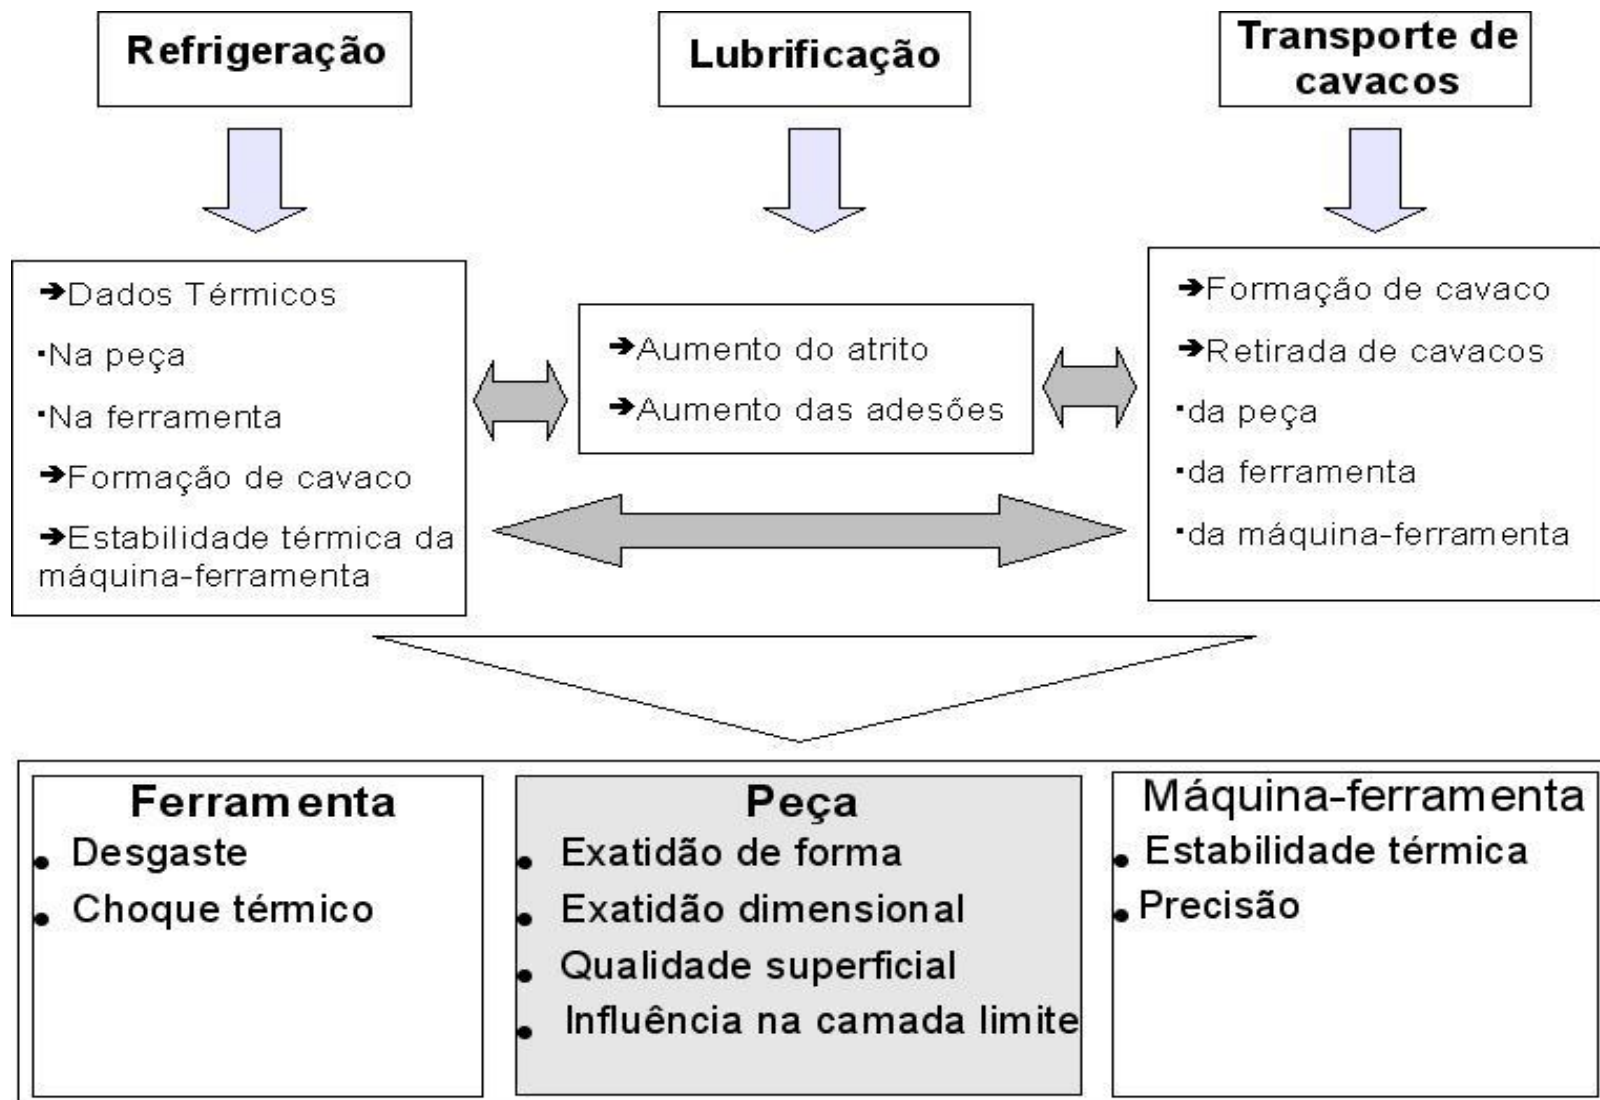 Refrigeração
Lubrificação
Transporte de
cavacos
➔Dados Térmicos
▪Na peça
▪Na ferramenta
➔Formação de cavaco
➔Estabilidade térmica da
máquina-ferramenta
➔Aumento do atrito
➔Aumento das adesões
➔Formação de cavaco
➔Retirada de cavacos
▪da peça
▪da ferramenta
▪da máquina-ferramenta
Ferramenta
• Desgaste
• Choque térmico
Peça
• Exatidão de forma
• Exatidão dimensional
• Qualidade superficial
• Influência na camada limite
Máquina-ferramenta
• Estabilidade térmica
• Precisão